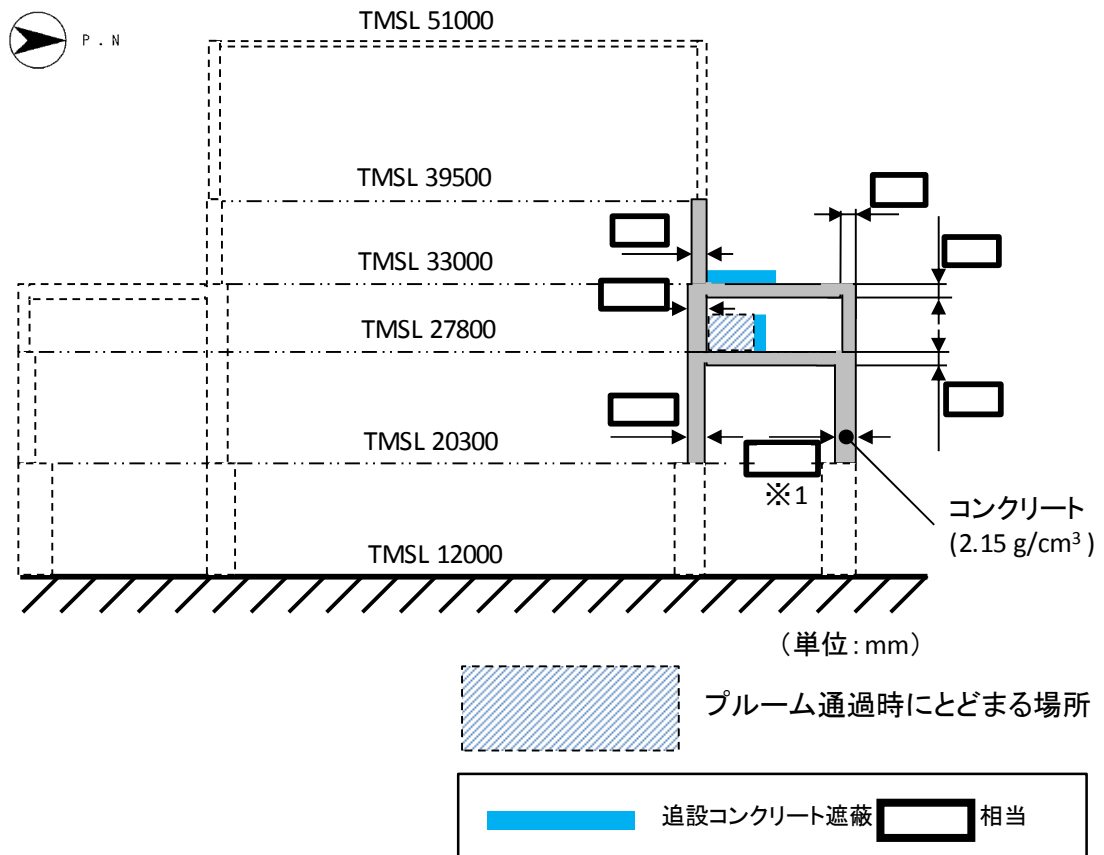 P.N
TMSL 51000
TMSL 39500
TMSL 33000
TMSL 27800
TMSL 20300
※1
コンクリート
(2.15 g/cm³)
TMSL 12000
(単位:mm)
プルーム通過時にとどまる場所
追設コンクリート遮蔽 相当